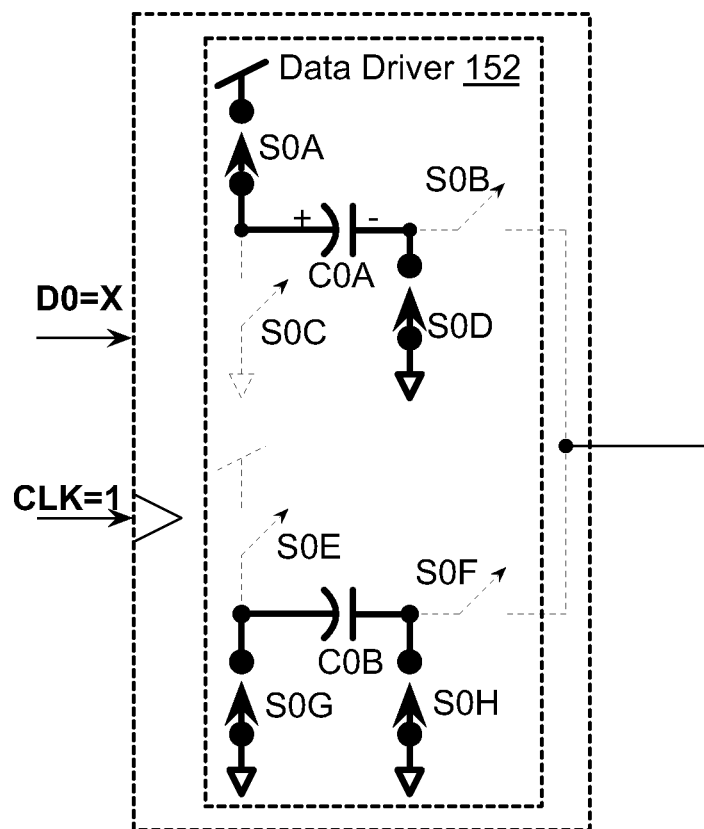 Data Driver 152
S0A
S0B
+ -
C0A
D0=X
S0C
S0D
CLK=1
S0E
S0F
C0B
S0G
S0H